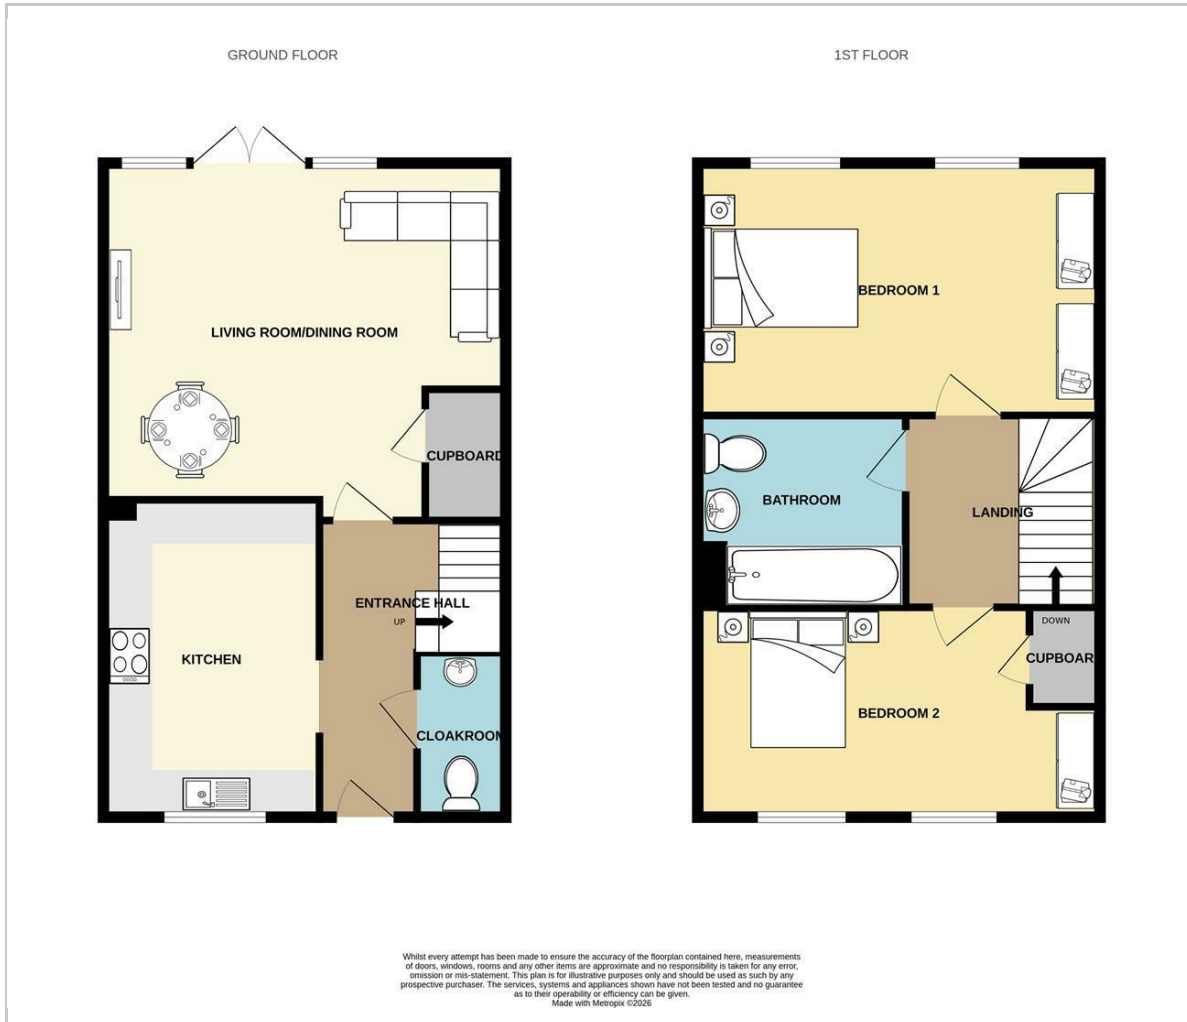 GROUND FLOOR
LIVING ROOM/DINING ROOM
CUPBOARD
ENTRANCE HALL
UP
KITCHEN
CLOAKROOM
1ST FLOOR
BEDROOM 1
BATHROOM
LANDING
DOWN
CUPBOAR
BEDROOM 2
Whilst every attempt has been made to ensure the accuracy of the floorplan contained here, measurements
of doors, windows, rooms and any other items are approximate and no responsibility is taken for any error,
omission or mis-statement. This plan is for illustrative purposes only and should be used as such by any
prospective purchaser. The services, systems and appliances shown have not been tested and no guarantee
as to their operability or efficiency can be given.
Made with Metropix ©2026